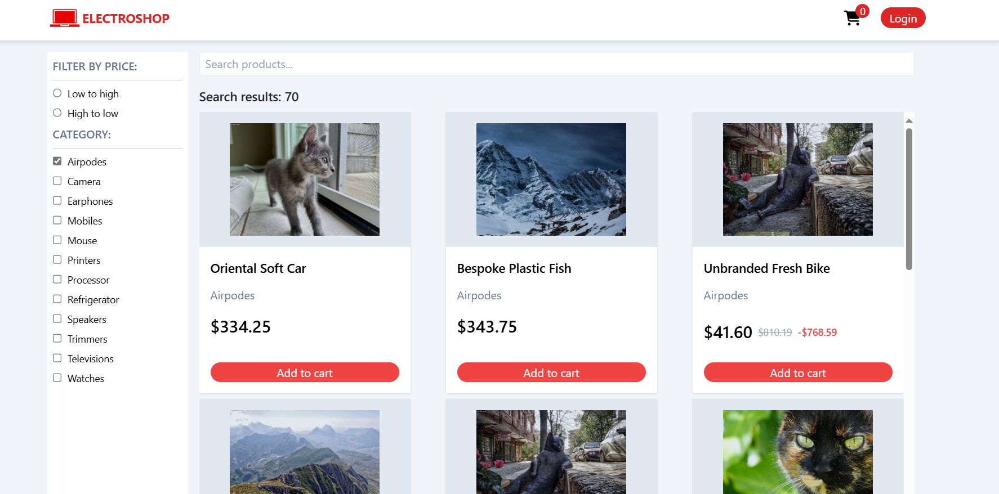 ELECTROSHOP
0
Login
FILTER BY PRICE:
Low to high
High to low
CATEGORY:
Airpodes
Camera
Earphones
Mobiles
Mouse
Printers
Processor
Refrigerator
Speakers
Trimmers
Televisions
Watches
Search products...
Search results: 70
Oriental Soft Car
Airpodes
$334.25
Add to cart
Bespoke Plastic Fish
Airpodes
$343.75
Add to cart
Unbranded Fresh Bike
Airpodes
$41.60 $810.19 -$768.59
Add to cart